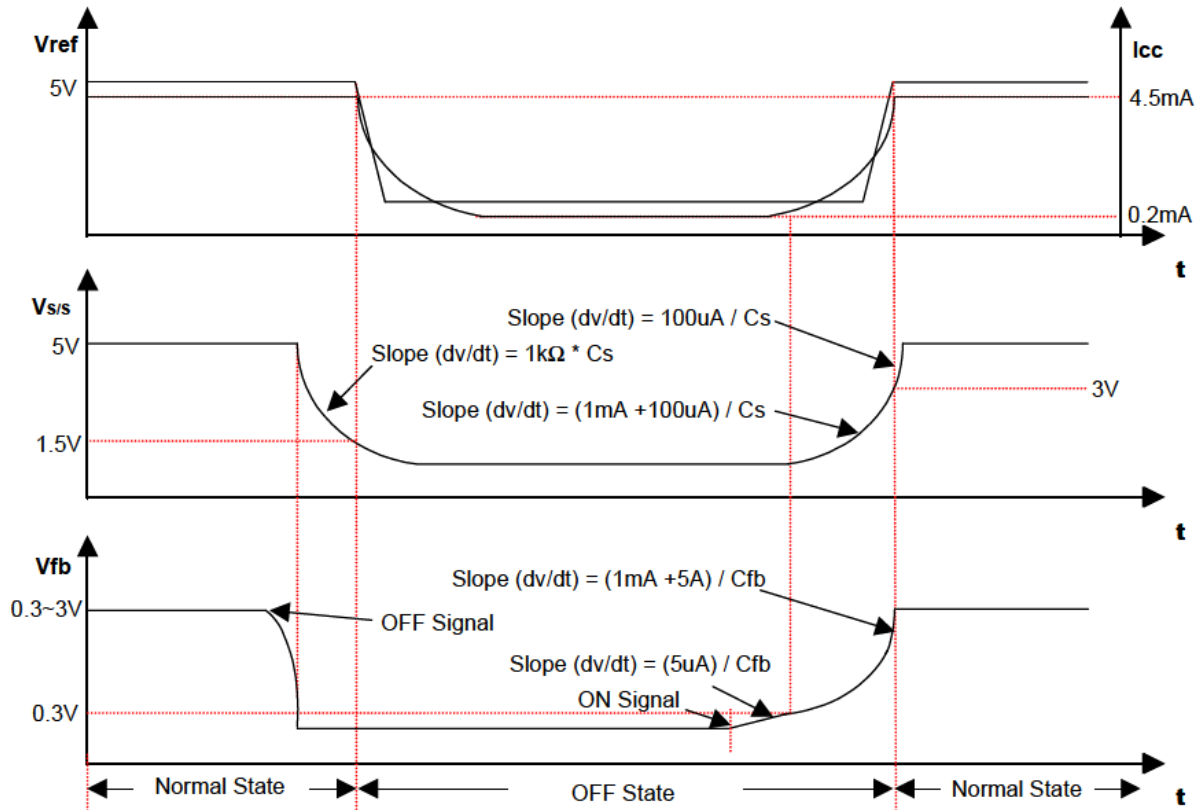 Vref
Icc
5V
4.5mA
0.2mA
t
Vs/s
Slope (dv/dt) = 100uA / Cs
5V
Slope (dv/dt) = 1kΩ * Cs
3V
Slope (dv/dt) = (1mA +100uA) / Cs
1.5V
t
Vfb
Slope (dv/dt) = (1mA +5A) / Cfb
0.3~3V
OFF Signal
Slope (dv/dt) = (5uA) / Cfb
ON Signal
0.3V
Normal State
OFF State
Normal State
t